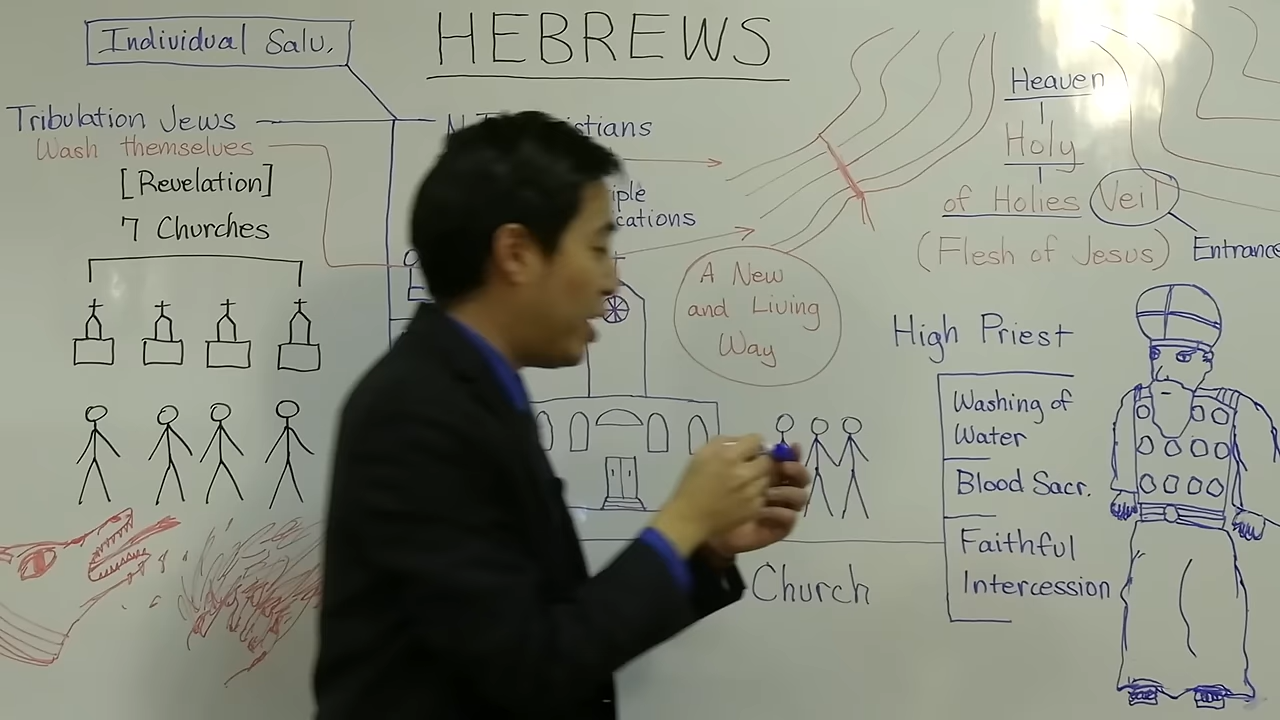 HEBREWS
Individual Salv.
Tribulation Jews
Wash themselves
[Revelation]
7 Churches
A New
and Living
Way
Church
Heaven
Holy
of Holies
Veil
(Flesh of Jesus)
Entrance
High Priest
Washing of
Water
Blood Sacr.
Faithful
Intercession